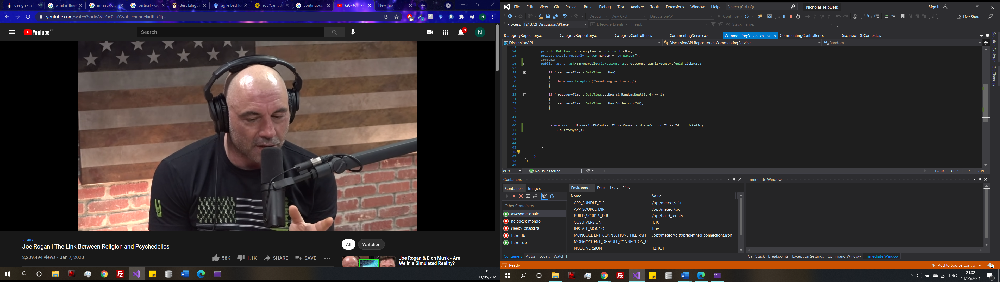 design - Is
what is flue
infrastructu
vertical - G
Best Langua
agile bad fo
You Can't B
continuous
(20) Jo
New Tab
youtube.com/watch?v=fwV8_Oc0EuY&ab_channel=JREClips
19
N
YouTube GB
Search
9+
N
#1407
Joe Rogan | The Link Between Religion and Psychedelics
2,209,494 views • Jan 7, 2020
58K
1.1K
SHARE
SAVE
All
Watched
Joe Rogan & Elon Musk - Are
We in a Simulated Reality?
21:32
11/05/2021
File Edit View Git Project Build Debug Test Analyze Tools Extensions Window Help
Search (Ctrl+Q)
NicholasHelpDesk
Sign in
Debug Any CPU DiscussionAPI Continue
Live Share
Process: [24872] DiscussionAPI.exe Lifecycle Events Thread: Stack Frame:
ICategoryRepository.cs CategoryRepository.cs CategoryController.cs ICommentingService.cs CommentingService.cs CommentingController.cs DiscussionDbContext.cs
DiscussionAPI DiscussionAPI.Repositories.CommentingService Random
Solution Explorer
Git Changes
23
24 private DateTime _recoveryTime = DateTime.UtcNow;
25 private static readonly Random Random = new Random();
2 references
26 public async Task<IEnumerable<TicketComments>> GetCommentOnTicketAsync(Guid ticketId)
27 {
28 if (_recoveryTime > DateTime.UtcNow)
29 {
30 throw new Exception("Something went wrong");
31 }
32
33 if (_recoveryTime < DateTime.UtcNow && Random.Next(1, 4) == 1)
34 {
35 _recoveryTime = DateTime.UtcNow.AddSeconds(30);
36 }
37
38
39
40 return await _discussionDbContext.TicketComments.Where(r => r.TicketId == ticketId)
41 .ToListAsync();
42
43
44
45 }
46
47 }
48 }
49
80 % No issues found Ln: 46 Ch: 9 SPC CRLF
Containers
Containers Images
Other Containers
awesome_gould
helpdesk-mongo
sleepy_bhaskara
ticketdb
ticketsdb
Environment Ports Logs Files
Name Value
APP_BUNDLE_DIR /opt/meteor/dist
APP_SOURCE_DIR /opt/meteor/src
BUILD_SCRIPTS_DIR /opt/build_scripts
GOSU_VERSION 1.10
INSTALL_MONGO true
MONGOCLIENT_CONNECTIONS_FILE_PATH /opt/meteor/dist/predefined_connections.json
MONGOCLIENT_DEFAULT_CONNECTION_U...
NODE_VERSION 12.16.1
Containers Autos Locals Watch 1
Immediate Window
Call Stack Breakpoints Exception Settings Command Window Immediate Window
Ready
Add to Source Control
2
ENG
21:32
11/05/2021
1